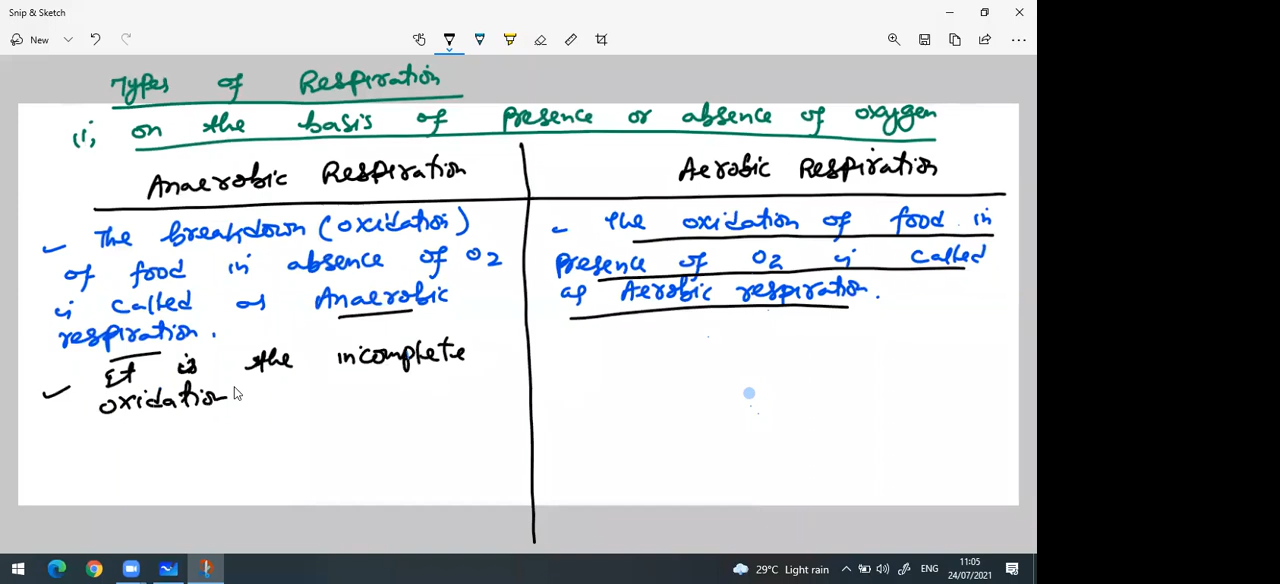 Snip & Sketch
New
Types of Respiration
(i) on the basis of presence or absence of oxygen
Anaerobic Respiration
The breakdown (oxidation)
of food in absence of O2
is called as Anaerobic
respiration.
It is the incomplete
oxidation
Aerobic Respiration
The oxidation of food in
presence of O2 is called
as Aerobic respiration.
29°C Light rain
ENG
11:05
24/07/2021